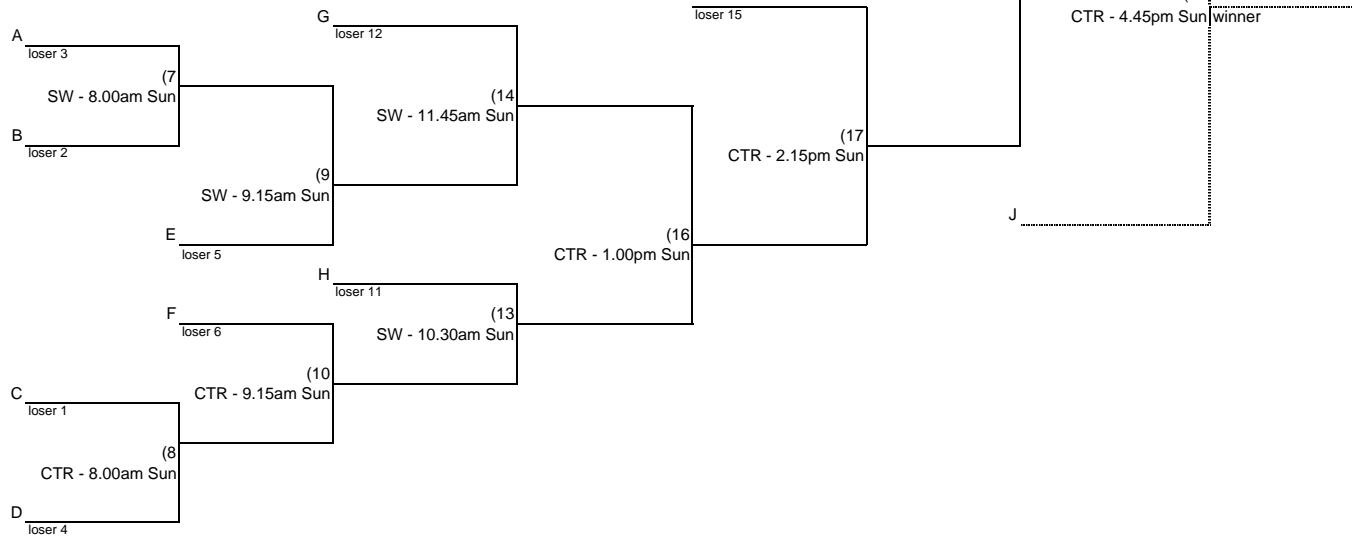 loser 15
G
CTR - 4.45pm Sun winner
loser 12
A
loser 3
(7
SW - 8.00am Sun
(14
SW - 11.45am Sun
B
loser 2
(17
CTR - 2.15pm Sun
(9
SW - 9.15am Sun
J
E
loser 5
(16
CTR - 1.00pm Sun
H
loser 11
F
loser 6
(13
SW - 10.30am Sun
(10
CTR - 9.15am Sun
C
loser 1
(8
CTR - 8.00am Sun
D
loser 4